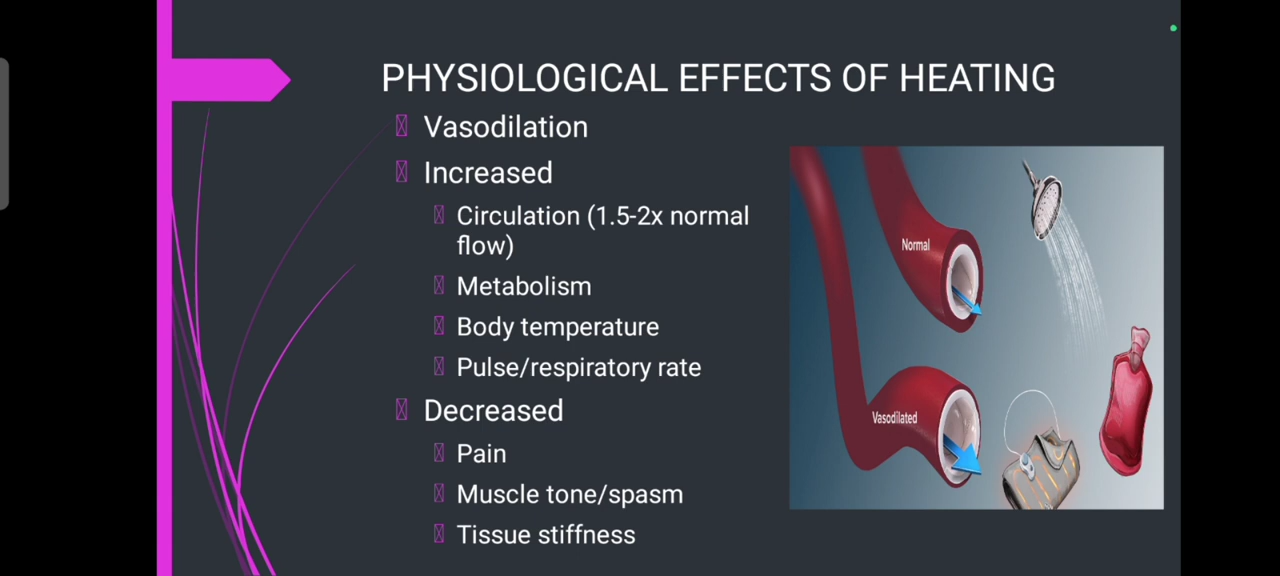 PHYSIOLOGICAL EFFECTS OF HEATING
Vasodilation
Increased
Circulation (1.5-2x normal
flow)
Metabolism
Body temperature
Pulse/respiratory rate
Decreased
Pain
Muscle tone/spasm
Tissue stiffness
Normal
Vasodilated